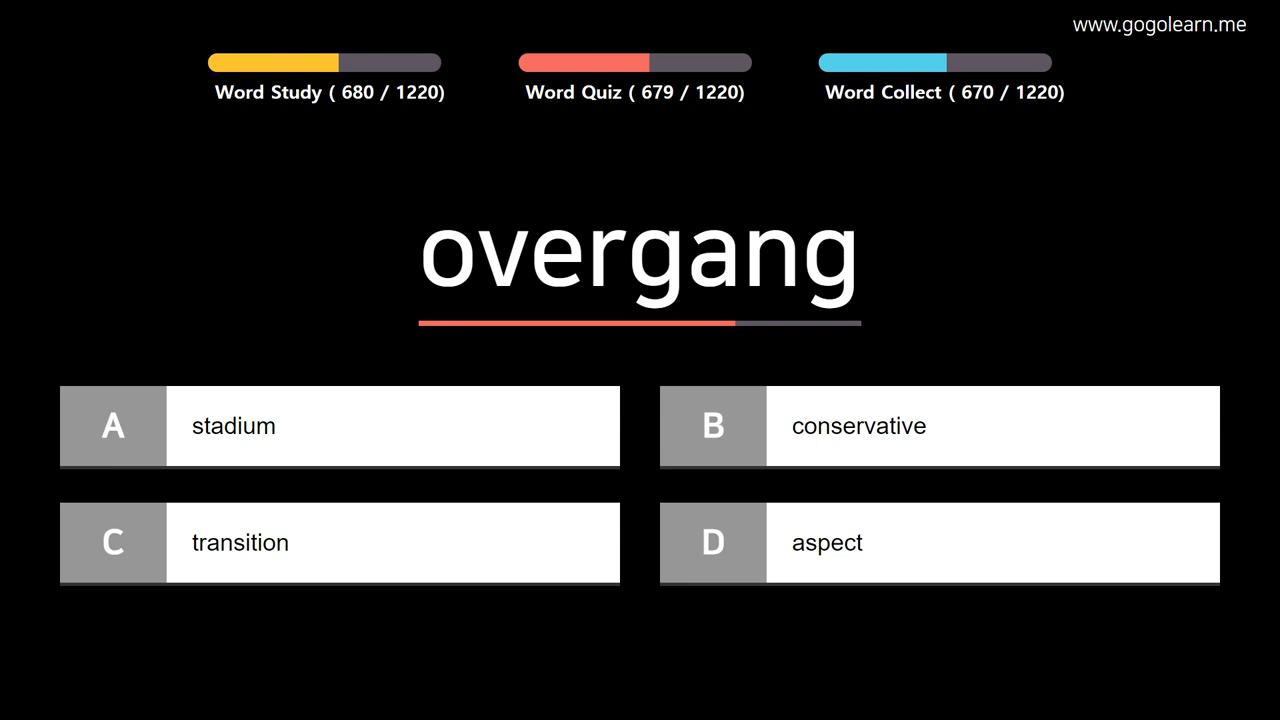 www.gogolearn.me
Word Study ( 680 / 1220)
Word Quiz ( 679 / 1220)
Word Collect ( 670 / 1220)
overgang
A stadium
B conservative
C transition
D aspect